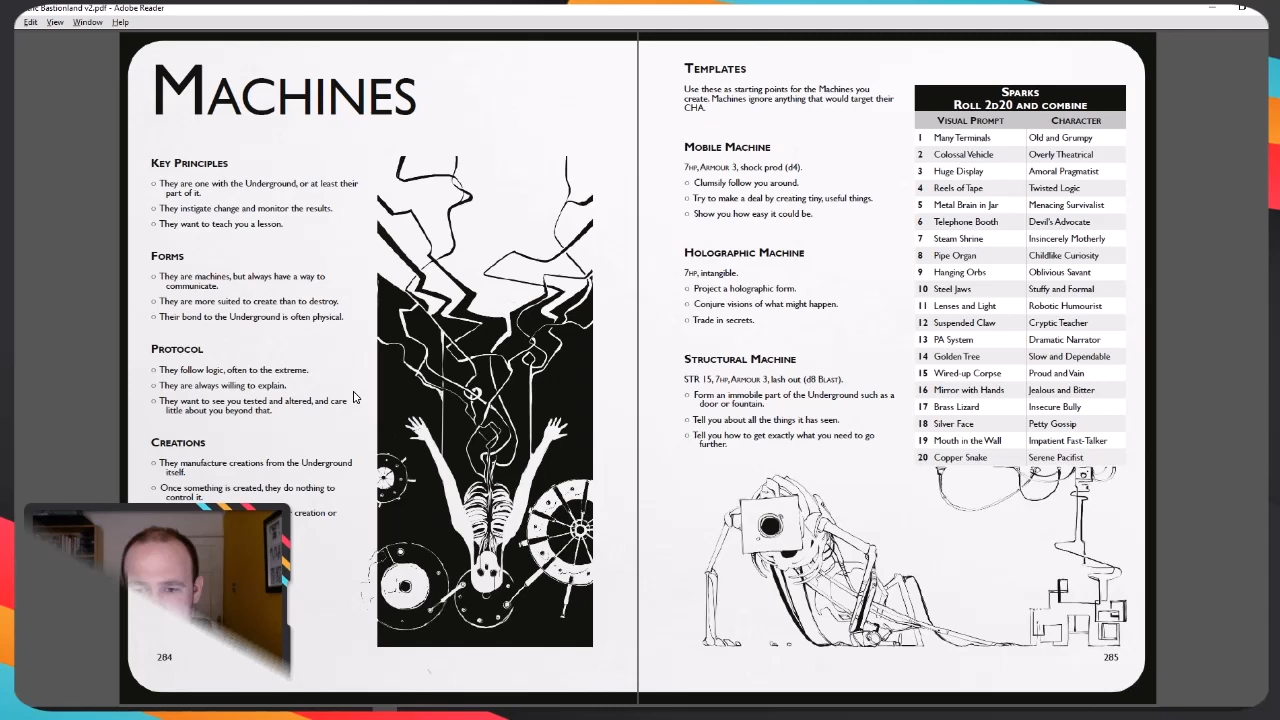 ric Bastionland v2.pdf - Adobe Reader
Edit View Window Help
MACHINES
KEY PRINCIPLES
○ They are one with the Underground, or at least their
part of it.
○ They instigate change and monitor the results.
○ They want to teach you a lesson.
FORMS
○ They are machines, but always have a way to
communicate.
○ They are more suited to create than to destroy.
○ Their bond to the Underground is often physical.
PROTOCOL
○ They follow logic, often to the extreme.
○ They are always willing to explain.
○ They want to see you tested and altered, and care
little about you beyond that.
CREATIONS
○ They manufacture creations from the Underground
itself.
○ Once something is created, they do nothing to
control it.
creation or
284
TEMPLATES
Use these as starting points for the Machines you
create. Machines ignore anything that would target their
CHA.
MOBILE MACHINE
7HP, ARMOUR 3, shock prod (d4).
○ Clumsily follow you around.
○ Try to make a deal by creating tiny, useful things.
○ Show you how easy it could be.
HOLOGRAPHIC MACHINE
7HP, intangible.
○ Project a holographic form.
○ Conjure visions of what might happen.
○ Trade in secrets.
STRUCTURAL MACHINE
STR 15, 7HP, ARMOUR 3, lash out (d8 BLAST).
○ Form an immobile part of the Underground such as a
door or fountain.
○ Tell you about all the things it has seen.
○ Tell you how to get exactly what you need to go
further.
SPARKS
ROLL 2D20 AND COMBINE
VISUAL PROMPT CHARACTER
1 Many Terminals Old and Grumpy
2 Colossal Vehicle Overly Theatrical
3 Huge Display Amoral Pragmatist
4 Reels of Tape Twisted Logic
5 Metal Brain in Jar Menacing Survivalist
6 Telephone Booth Devil's Advocate
7 Steam Shrine Insincerely Motherly
8 Pipe Organ Childlike Curiosity
9 Hanging Orbs Oblivious Savant
10 Steel Jaws Stuffy and Formal
11 Lenses and Light Robotic Humourist
12 Suspended Claw Cryptic Teacher
13 PA System Dramatic Narrator
14 Golden Tree Slow and Dependable
15 Wired-up Corpse Proud and Vain
16 Mirror with Hands Jealous and Bitter
17 Brass Lizard Insecure Bully
18 Silver Face Petty Gossip
19 Mouth in the Wall Impatient Fast-Talker
20 Copper Snake Serene Pacifist
285